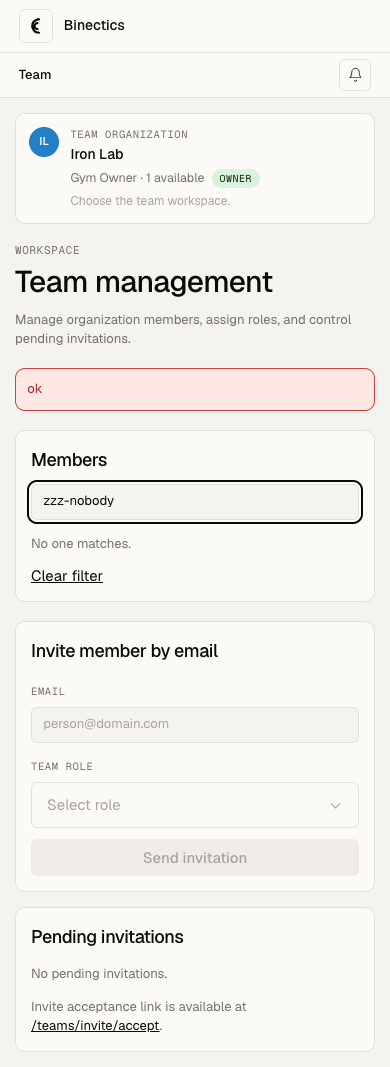 Binectics
Team
IL
TEAM ORGANIZATION
Iron Lab
Gym Owner · 1 available OWNER
Choose the team workspace.
WORKSPACE
Team management
Manage organization members, assign roles, and control
pending invitations.
ok
Members
zzz-nobody
No one matches.
Clear filter
Invite member by email
EMAIL
person@domain.com
TEAM ROLE
Select role
Send invitation
Pending invitations
No pending invitations.
Invite acceptance link is available at
/teams/invite/accept.